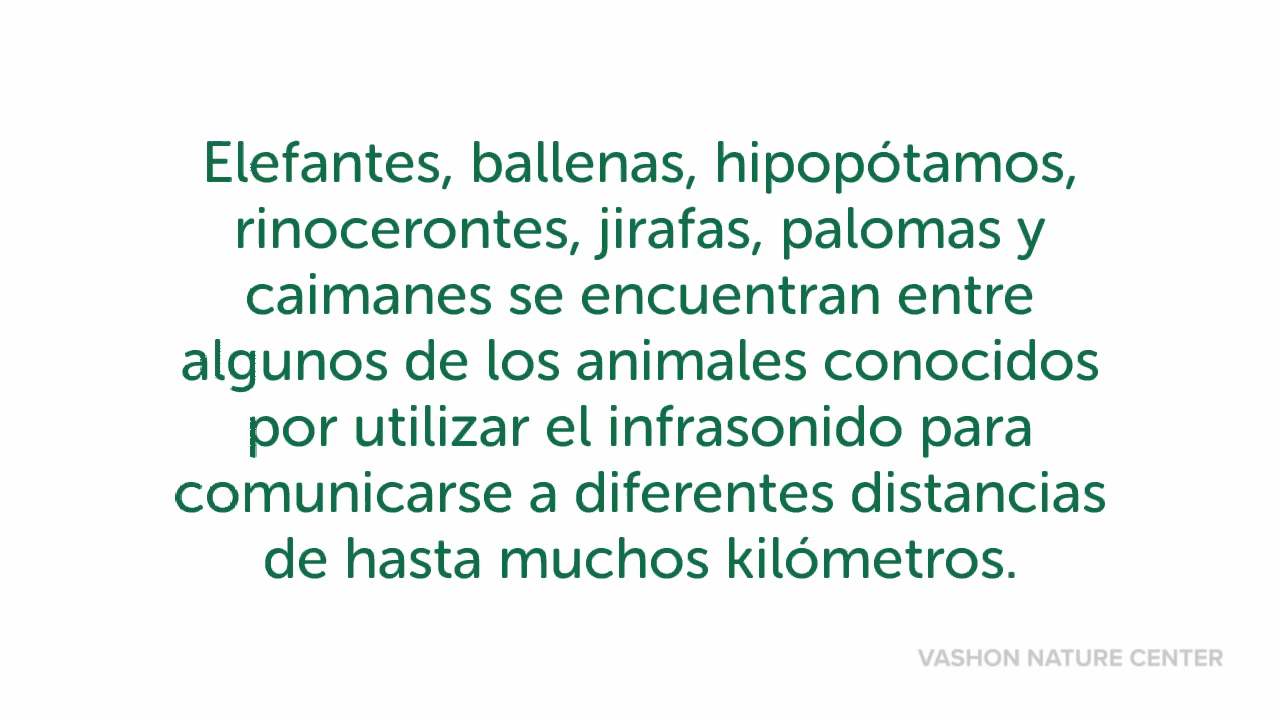 Elefantes, ballenas, hipopótamos,
rinocerontes, jirafas, palomas y
caimanes se encuentran entre
algunos de los animales conocidos
por utilizar el infrasonido para
comunicarse a diferentes distancias
de hasta muchos kilómetros.
VASHON NATURE CENTER